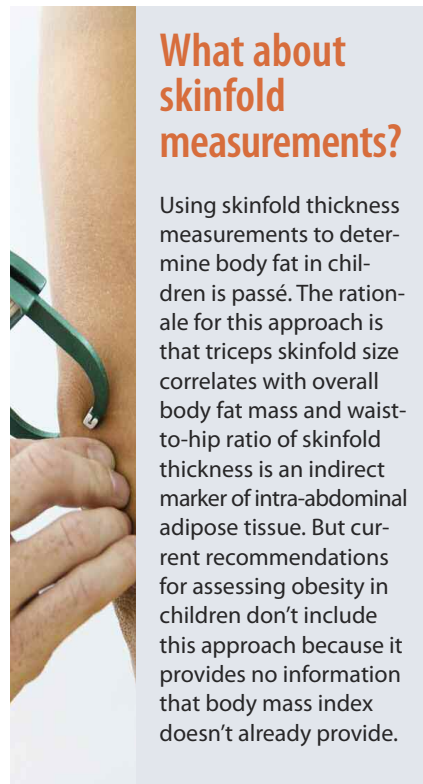 What about
skinfold
measurements?
Using skinfold thickness
measurements to deter-
mine body fat in chil-
dren is passé. The ration-
ale for this approach is
that triceps skinfold size
correlates with overall
body fat mass and waist-
to-hip ratio of skinfold
thickness is an indirect
marker of intra-abdominal
adipose tissue. But cur-
rent recommendations
for assessing obesity in
children don’t include
this approach because it
provides no information
that body mass index
doesn’t already provide.